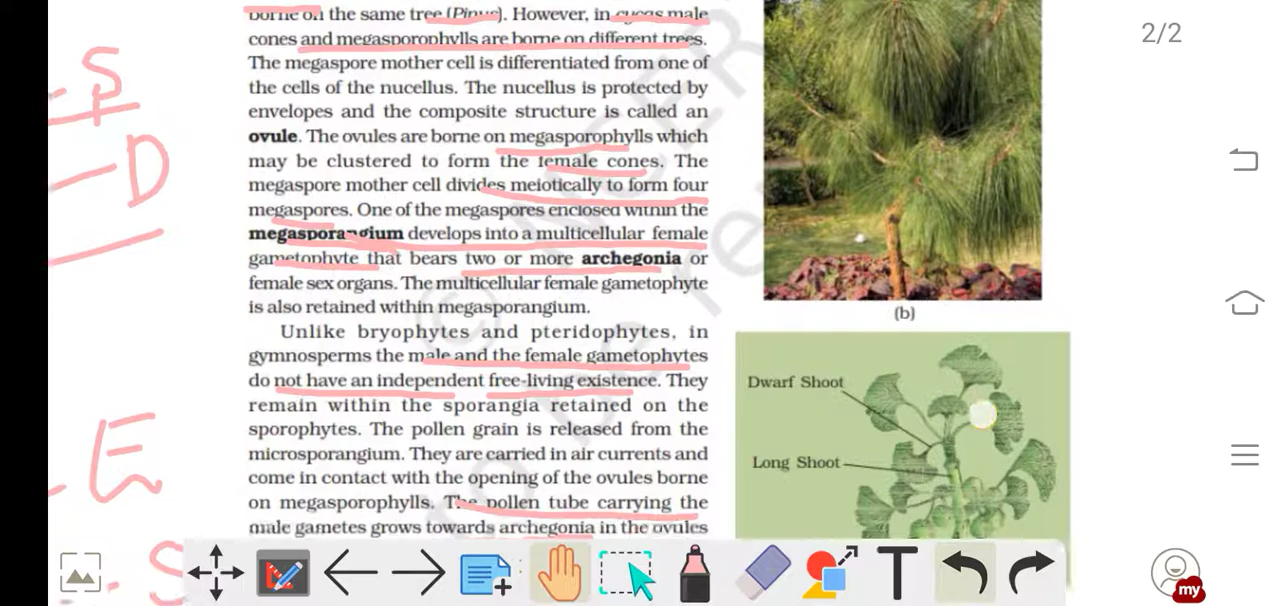 2/2
borne on the same tree (Pinus). However, in cycas male
cones and megasporophylls are borne on different trees.
The megaspore mother cell is differentiated from one of
the cells of the nucellus. The nucellus is protected by
envelopes and the composite structure is called an
ovule. The ovules are borne on megasporophylls which
may be clustered to form the female cones. The
megaspore mother cell divides meiotically to form four
megaspores. One of the megaspores enclosed within the
megasporangium develops into a multicellular female
gametophyte that bears two or more archegonia or
female sex organs. The multicellular female gametophyte
is also retained within megasporangium.
Unlike bryophytes and pteridophytes, in
gymnosperms the male and the female gametophytes
do not have an independent free-living existence. They
remain within the sporangia retained on the
sporophytes. The pollen grain is released from the
microsporangium. They are carried in air currents and
come in contact with the opening of the ovules borne
on megasporophylls. The pollen tube carrying the
male gametes grows towards archegonia in the ovules
S
D
E
S
(b)
Dwarf Shoot
Long Shoot
T
my
© NCER
to be re